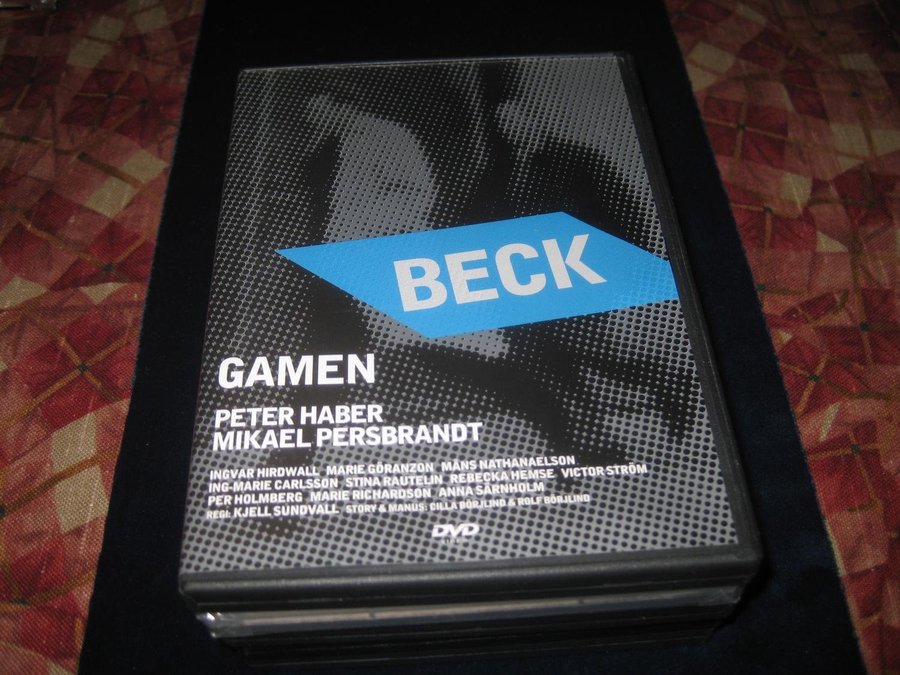 BECK
GAMEN
PETER HABER
MIKAEL PERSBRANDT
INGVAR HIRDWALL MARIE GÖRANZON MÅNS NATHANAELSON
ING-MARIE CARLSSON STINA RAUTELIN REBECKA HEMSE VICTOR STRÖM
PER HOLMBERG MARIE RICHARDSON ANNA SÄRNHOLM
REGI: KJELL SUNDVALL STORY & MANUS: CILLA BÖRJLIND & ROLF BÖRJLIND
DVD